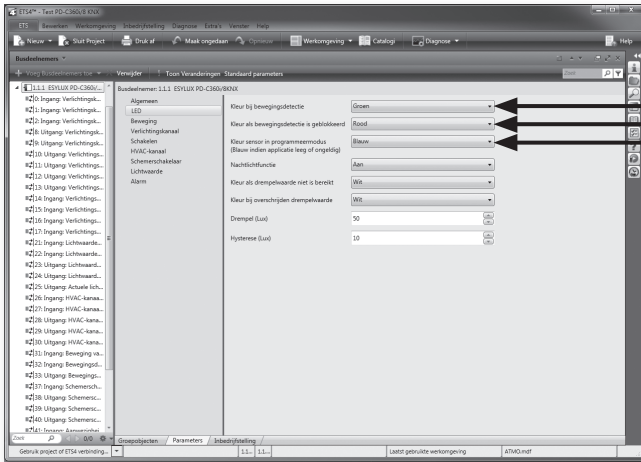 ETS4™ - Test PD-C360i/8 KNX
ETS Bewerken Werkomgeving Inbedrijfstelling Diagnose Extra's Venster Help
Nieuw Sluit Project Druk af Maak ongedaan Opnieuw Werkomgeving Catalogi Diagnose Help
Busdeelnemers
Voeg Busdeelnemers toe Verwijder Toon Veranderingen Standaard parameters Zoek
1.1.1 ESYLUX PD-C360i/...
0: Ingang: Verlichtingsk...
1: Ingang: Verlichtingsk...
2: Ingang: Verlichtingsk...
8: Uitgang: Verlichtingsk...
9: Uitgang: Verlichtingsk...
10: Uitgang: Verlichting...
11: Uitgang: Verlichting...
12: Uitgang: Verlichting...
13: Uitgang: Verlichting...
14: Ingang: Verlichtings...
15: Ingang: Verlichtings...
16: Ingang: Verlichtings...
17: Ingang: Verlichtings...
21: Ingang: Lichtwaarde...
22: Ingang: Lichtwaarde...
23: Uitgang: Lichtwaard...
24: Uitgang: Lichtwaard...
25: Uitgang: Actuele lich...
26: Ingang: HVAC-kanaa...
27: Ingang: HVAC-kanaa...
28: Uitgang: HVAC-kana...
29: Uitgang: HVAC-kana...
30: Uitgang: HVAC-kana...
31: Ingang: Beweging va...
32: Ingang: Bewegingsd...
33: Uitgang: Bewegings...
37: Ingang: Schemersch...
38: Uitgang: Schemersc...
39: Uitgang: Schemersc...
40: Uitgang: Schemersc...
41: Ingang: Aanwezighei...
Zoek 0/0
Busdeelnemer: 1.1.1 ESYLUX PD-C360i/8KNX
Algemeen
LED
Beweging
Verlichtingskanaal
Schakelen
HVAC-kanaal
Schemerschakelaar
Lichtwaarde
Alarm
Kleur bij bewegingsdetectie Groen
Kleur als bewegingsdetectie is geblokkeerd Rood
Kleur sensor in programmeermodus Blauw
(Blauw indien applicatie leeg of ongeldig)
Nachtlichtfunctie Aan
Kleur als drempelwaarde niet is bereikt Wit
Kleur bij overschrijden drempelwaarde Wit
Drempel (Lux) 50
Hysterese (Lux) 10
Groepobjecten Parameters Inbedrijfstelling
Gebruik project of ETS4 verbinding... 1.1... 1.1... Laatst gebruikte werkomgeving ATMO.mdf